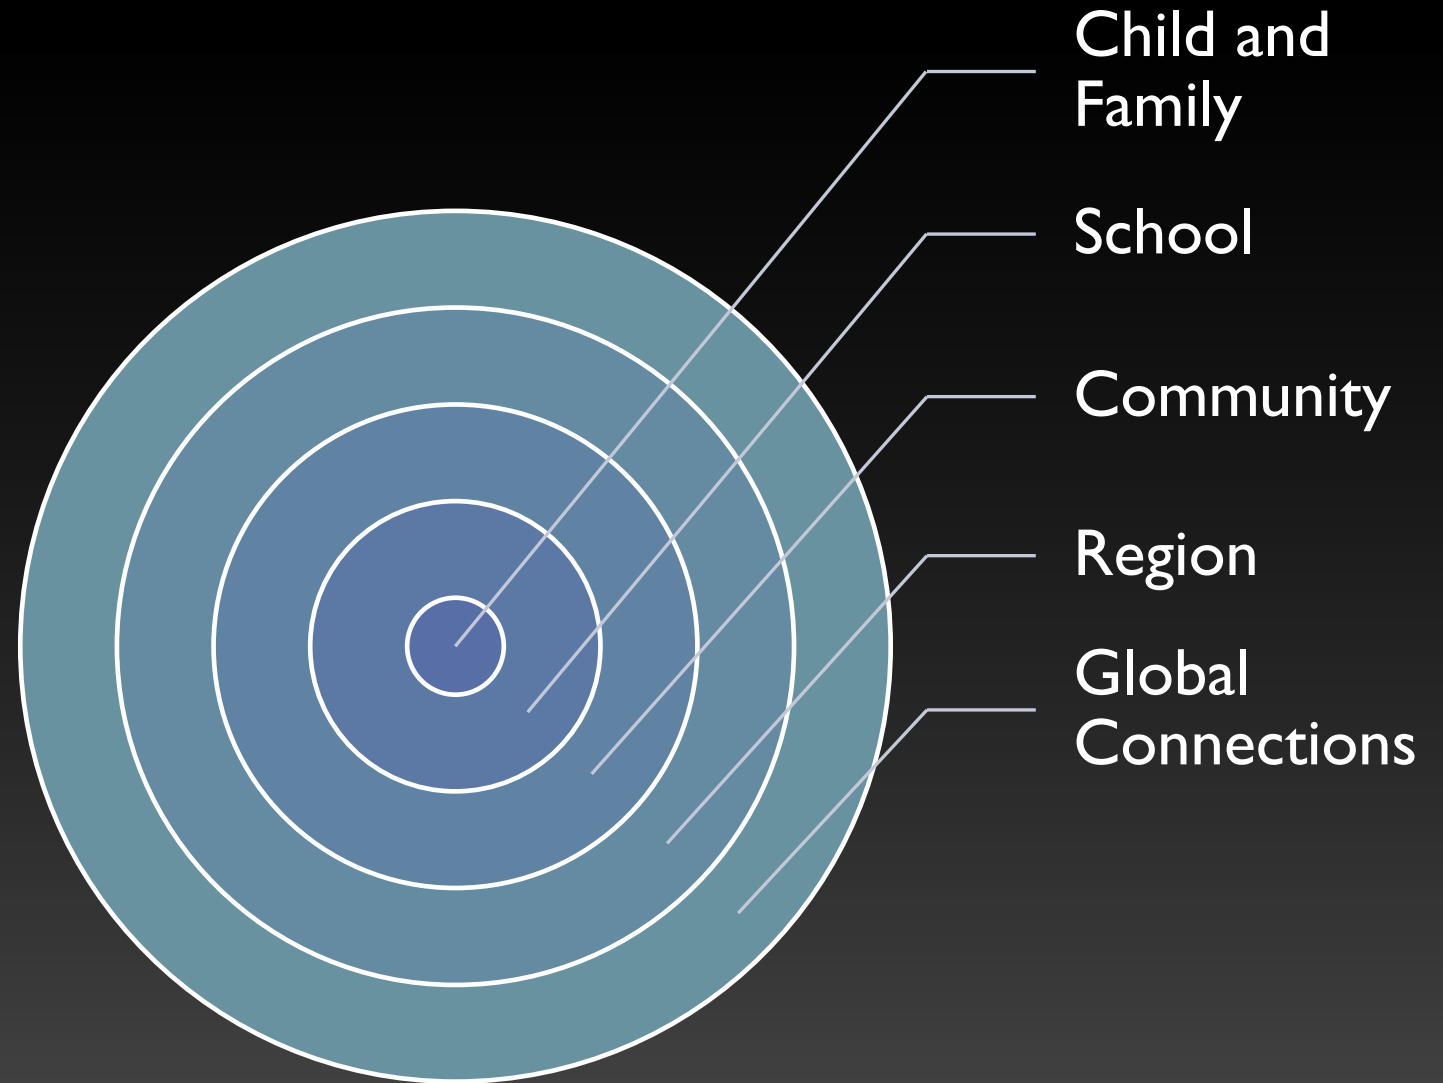 Child and
Family
School
Community
Region
Global
Connections